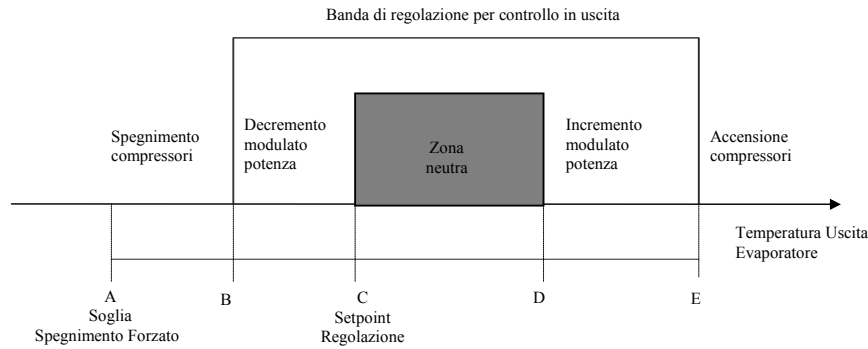 Banda di regolazione per controllo in uscita
Spegnimento
compressori
Decremento
modulato
potenza
Zona
neutra
Incremento
modulato
potenza
Accensione
compressori
Temperatura Uscita
Evaporatore
A
Soglia
Spegnimento Forzato
B
C
Setpoint
Regolazione
D
E